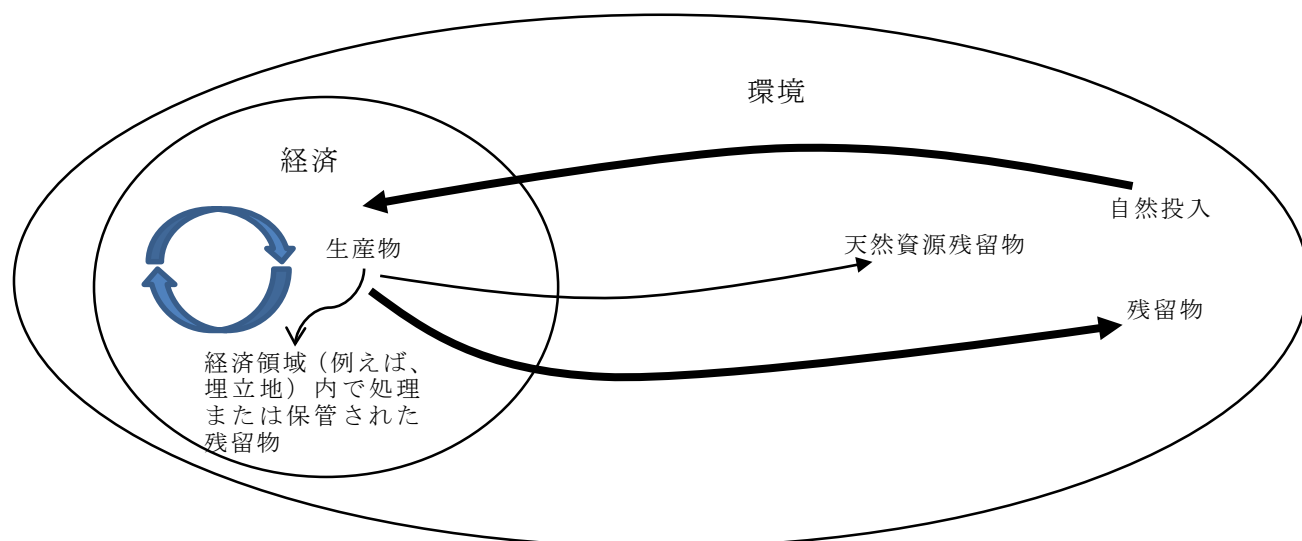 環境
経済
自然投入
天然資源残留物
生産物
残留物
経済領域（例えば、
埋立地）内で処理
または保管された
残留物